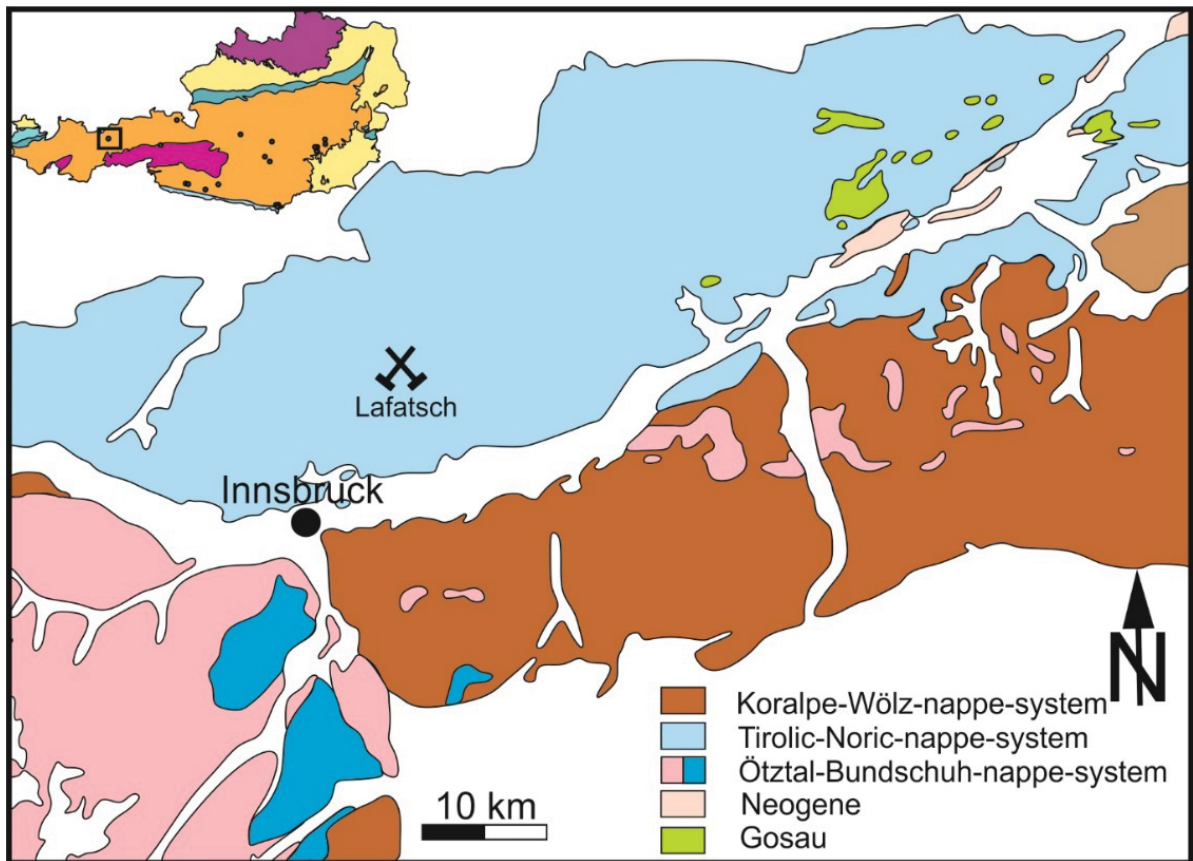 Lafatsch
Innsbruck
N
Koralpe-Wölz-nappe-system
Tirolic-Noric-nappe-system
Ötztal-Bundschuh-nappe-system
Neogene
Gosau
10 km